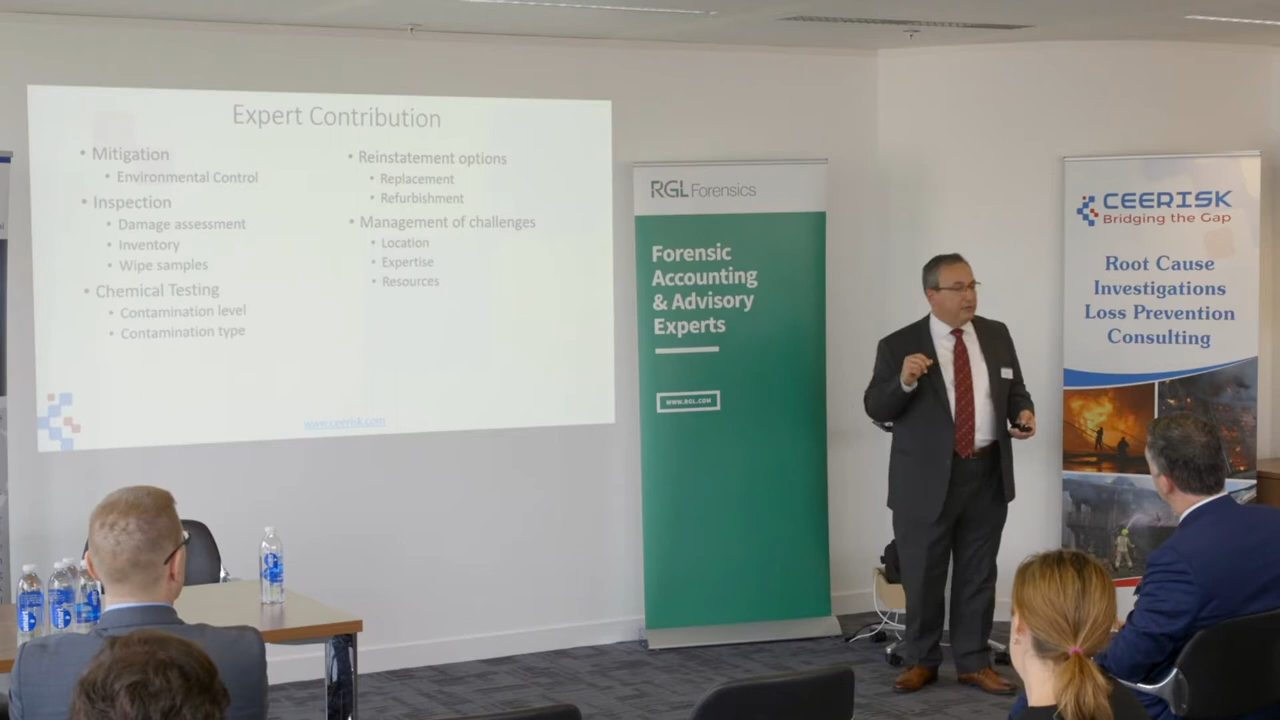 Expert Contribution
• Mitigation
• Environmental Control
• Inspection
• Damage assessment
• Inventory
• Wipe samples
• Chemical Testing
• Contamination level
• Contamination type
• Reinstatement options
• Replacement
• Refurbishment
• Management of challenges
• Location
• Expertise
• Resources
www.ceerisk.com
RGL Forensics
Forensic
Accounting
& Advisory
Experts
WWW.RGL.COM
CEERISK
Bridging the Gap
Root Cause
Investigations
Loss Prevention
Consulting
smart